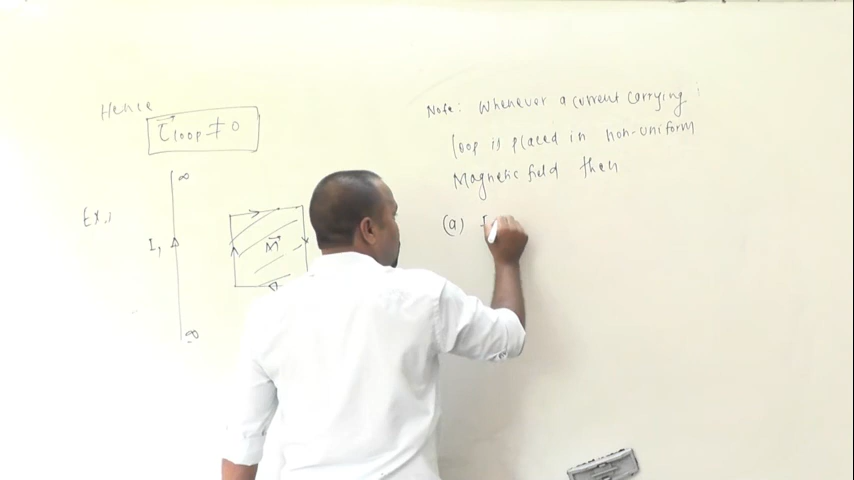 Hence
τ⃗ loop ≠ 0
Ex.1
∞
I₁
M⃗
∞
Note: Whenever a current carrying :
loop is placed in non-uniform
Magnetic field then
(a)